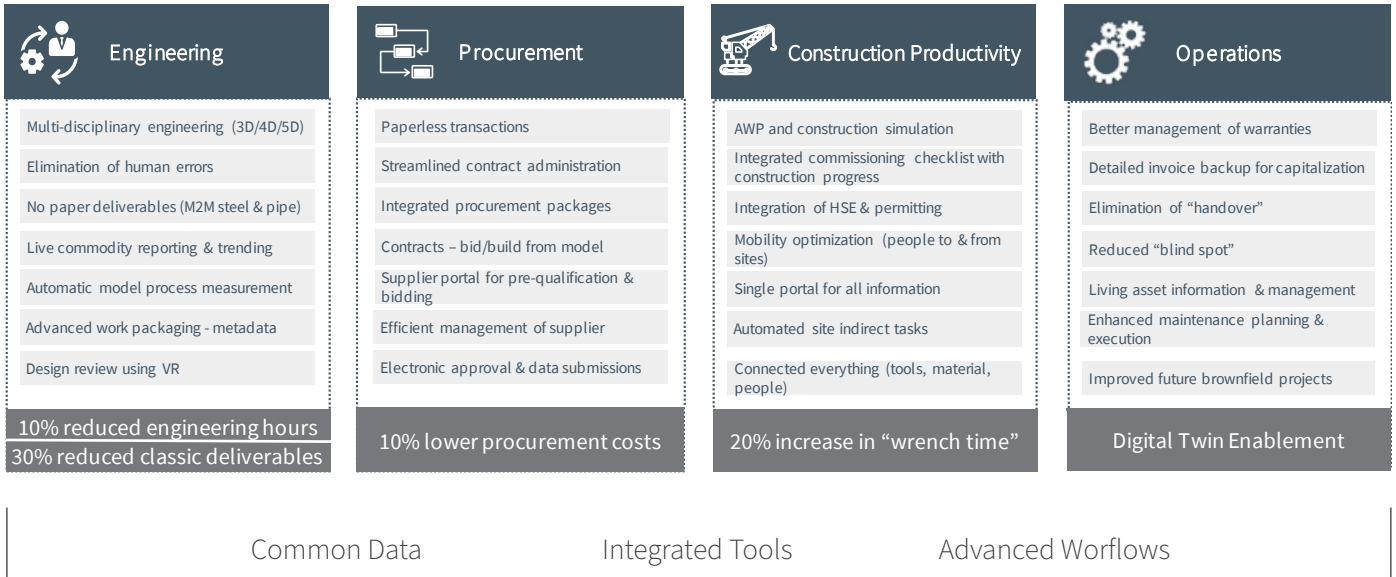 Engineering
Multi-disciplinary engineering (3D/4D/5D)
Elimination of human errors
No paper deliverables (M2M steel & pipe)
Live commodity reporting & trending
Automatic model process measurement
Advanced work packaging - metadata
Design review using VR
10% reduced engineering hours
30% reduced classic deliverables
Procurement
Paperless transactions
Streamlined contract administration
Integrated procurement packages
Contracts – bid/build from model
Supplier portal for pre-qualification &
bidding
Efficient management of supplier
Electronic approval & data submissions
10% lower procurement costs
Construction Productivity
AWP and construction simulation
Integrated commissioning checklist with
construction progress
Integration of HSE & permitting
Mobility optimization (people to & from
sites)
Single portal for all information
Automated site indirect tasks
Connected everything (tools, material,
people)
20% increase in “wrench time”
Operations
Better management of warranties
Detailed invoice backup for capitalization
Elimination of “handover”
Reduced “blind spot”
Living asset information & management
Enhanced maintenance planning &
execution
Improved future brownfield projects
Digital Twin Enablement
Common Data
Integrated Tools
Advanced Worflows